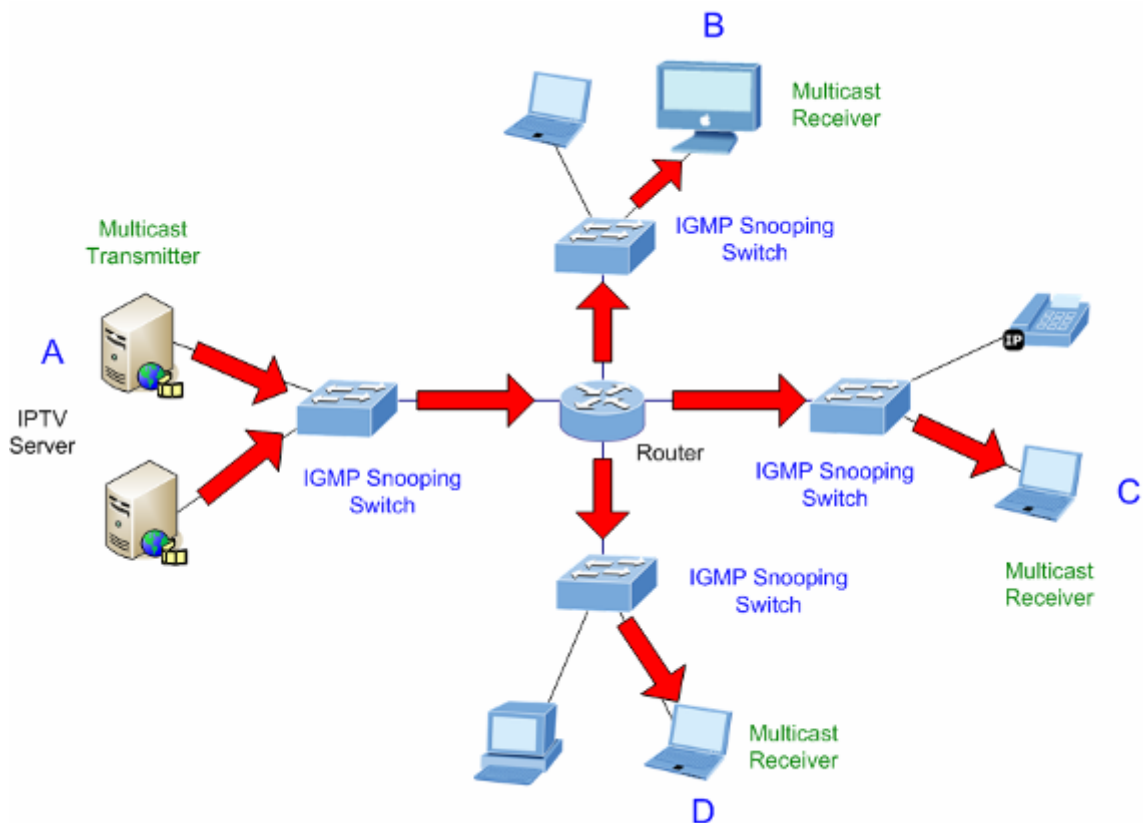 B
Multicast
Receiver
Multicast
Transmitter
IGMP Snooping
Switch
A
IP
IPTV
Server
Router
IGMP Snooping
Switch
IGMP Snooping
Switch
C
IGMP Snooping
Switch
Multicast
Receiver
Multicast
Receiver
D